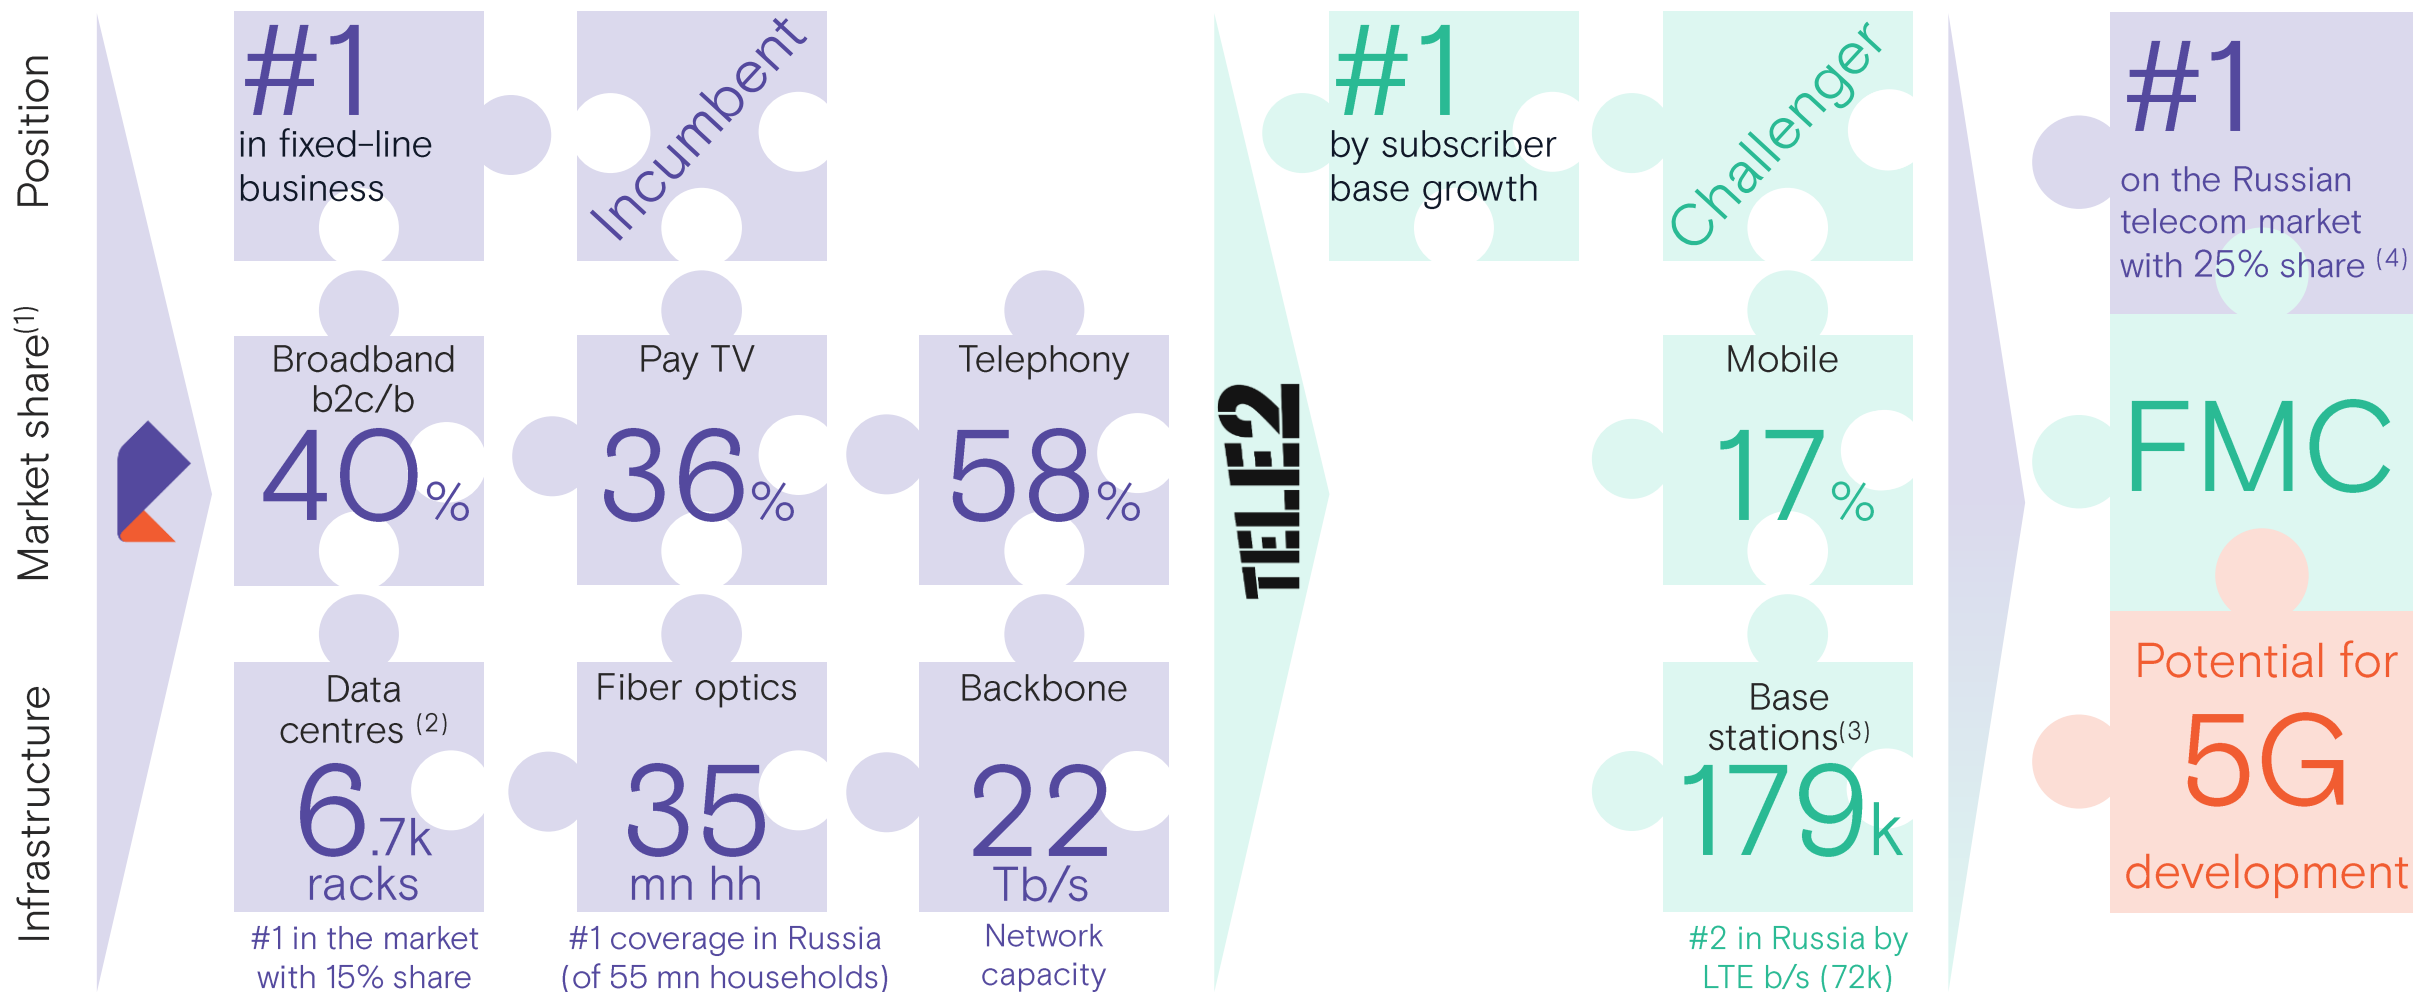 Position
#1
in fixed-line
business
Incumbent
#1
by subscriber
base growth
Challenger
#1
on the Russian
telecom market
with 25% share (4)
Market share(1)
Broadband
b2c/b
40%
Pay TV
36%
Telephony
58%
TELE2
Mobile
17%
FMC
Infrastructure
Data
centres (2)
6.7k
racks
#1 in the market
with 15% share
Fiber optics
35
mn hh
#1 coverage in Russia
(of 55 mn households)
Backbone
22
Tb/s
Network
capacity
Base
stations(3)
179k
#2 in Russia by
LTE b/s (72k)
Potential for
5G
development